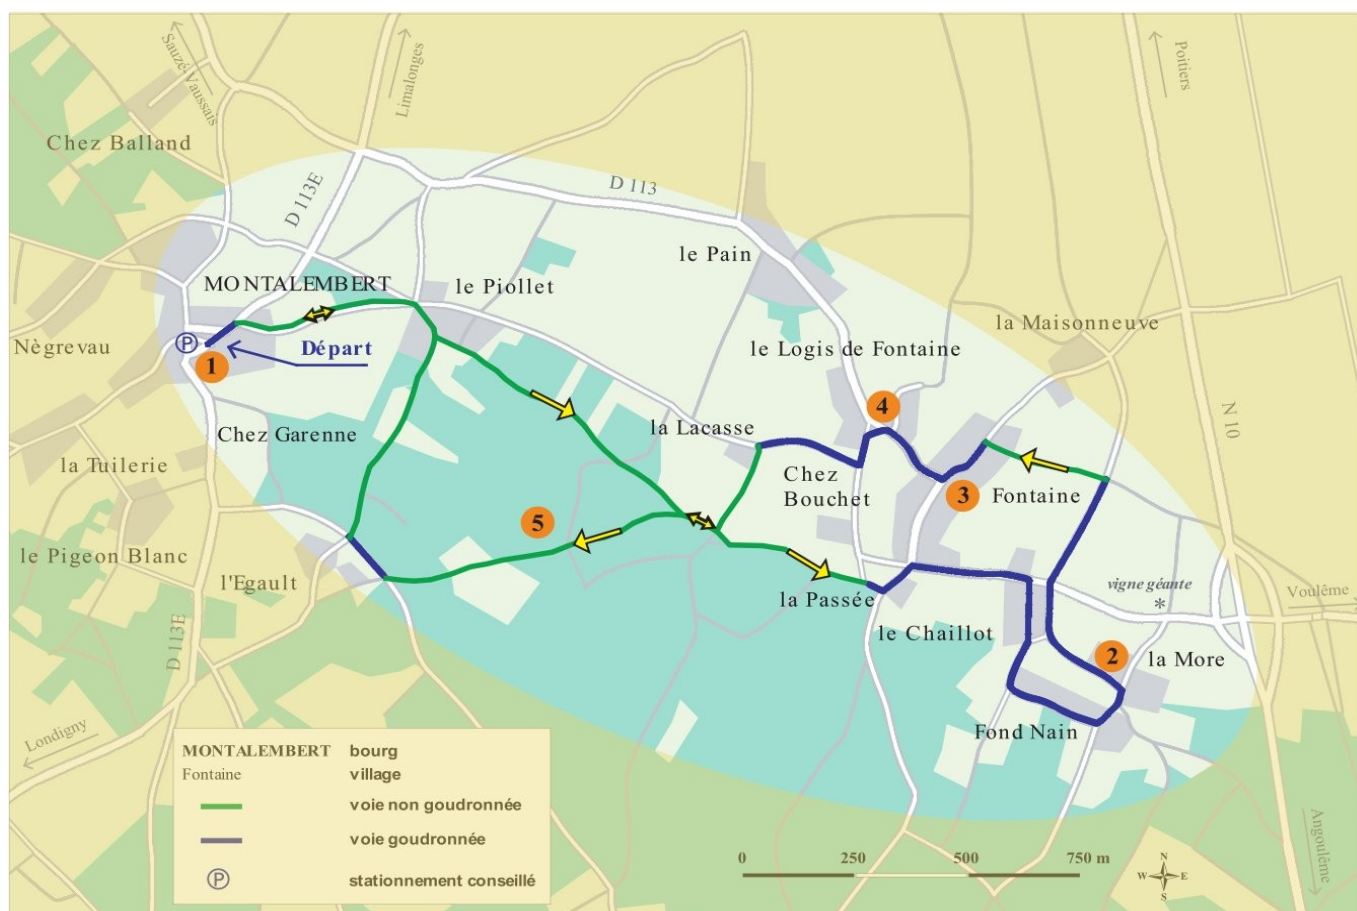 Sauzé-Vaussais
Limalonges
Poitiers
Chez Balland
D 113E
D 113
le Pain
MONTALEMBERT
le Piollet
la Maisonneuve
Nègrevau
P
Départ
1
le Logis de Fontaine
4
N 10
Chez Garenne
la Lacasse
la Tuilerie
Chez
Bouchet
3
Fontaine
5
le Pigeon Blanc
l'Egault
la Passée
vigne géante
*
Voulême
le Chaillot
D 113E
2
la More
Fond Nain
Londigny
Angoulême
MONTALEMBERT bourg
Fontaine village
voie non goudronnée
voie goudronnée
P stationnement conseillé
0 250 500 750 m
N
W E
S